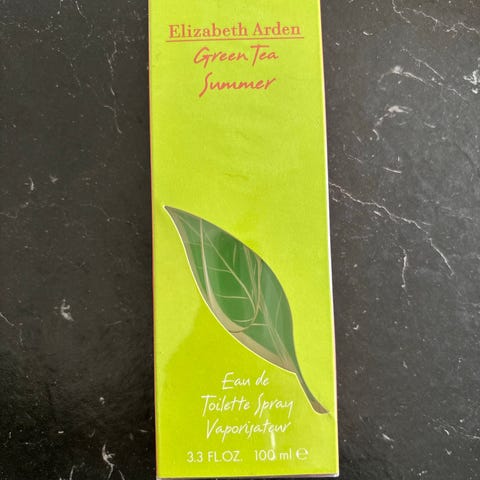 Elizabeth Arden
Green Tea
Summer
Eau de
Toilette Spray
Vaporisateur
3.3 FL.OZ. 100 ml ℮